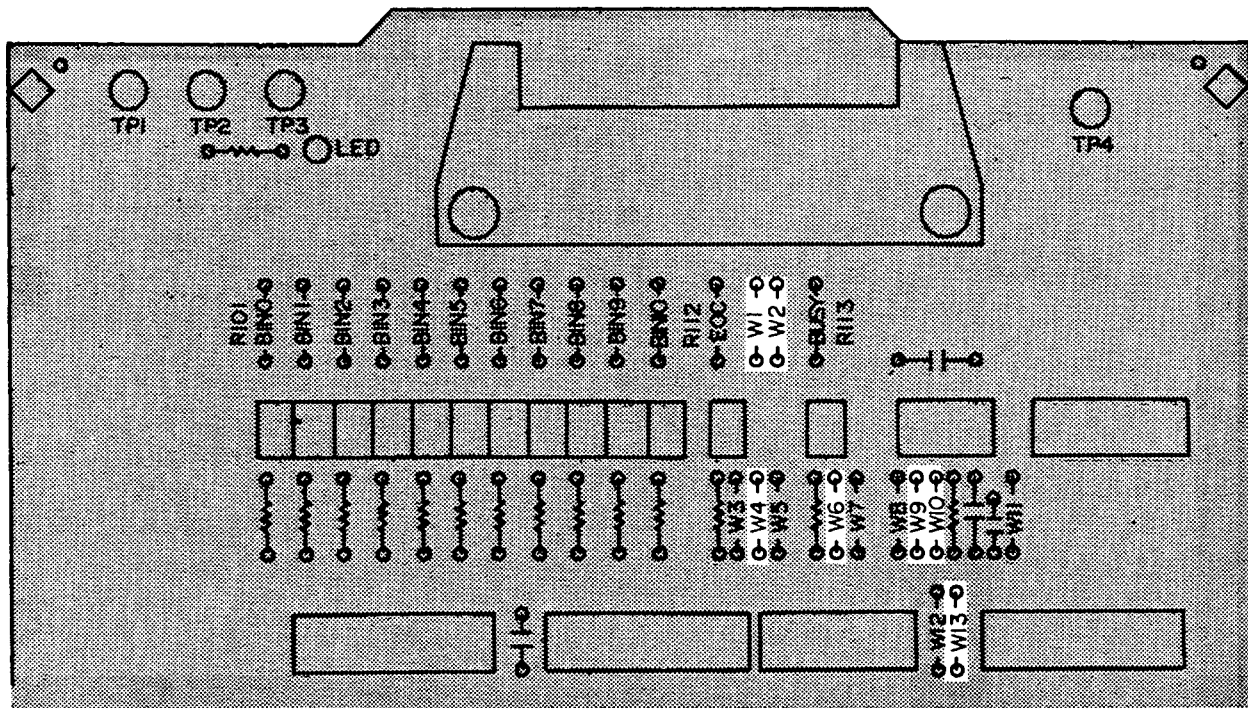 TP1 TP2 TP3
LED
TP4
R101
BIN0
BIN1
BIN2
BIN3
BIN4
BIN5
BIN6
BIN7
BIN8
BIN9
R112
EOC
W1
W2
BUSY
R113
W3
W4
W5
W6
W7
W8
W9
W10
W11
W12
W13